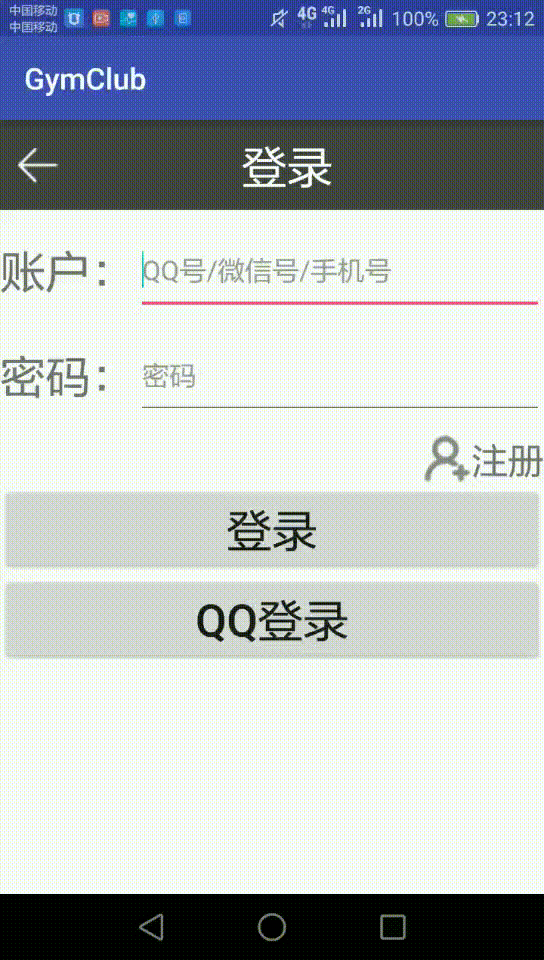 中国移动
中国移动
4G 4G 2G 100% 23:12
GymClub
登录
账户：
QQ号/微信号/手机号
密码：
密码
注册
登录
QQ登录